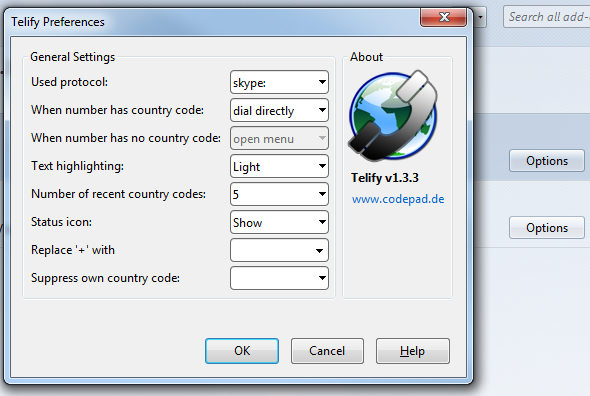 Telify Preferences
Search all add-
General Settings
About
Used protocol: skype:
When number has country code: dial directly
When number has no country code: open menu
Text highlighting: Light
Number of recent country codes: 5
Status icon: Show
Replace '+' with
Suppress own country code:
Telify v1.3.3
www.codepad.de
Options
Options
OK Cancel Help